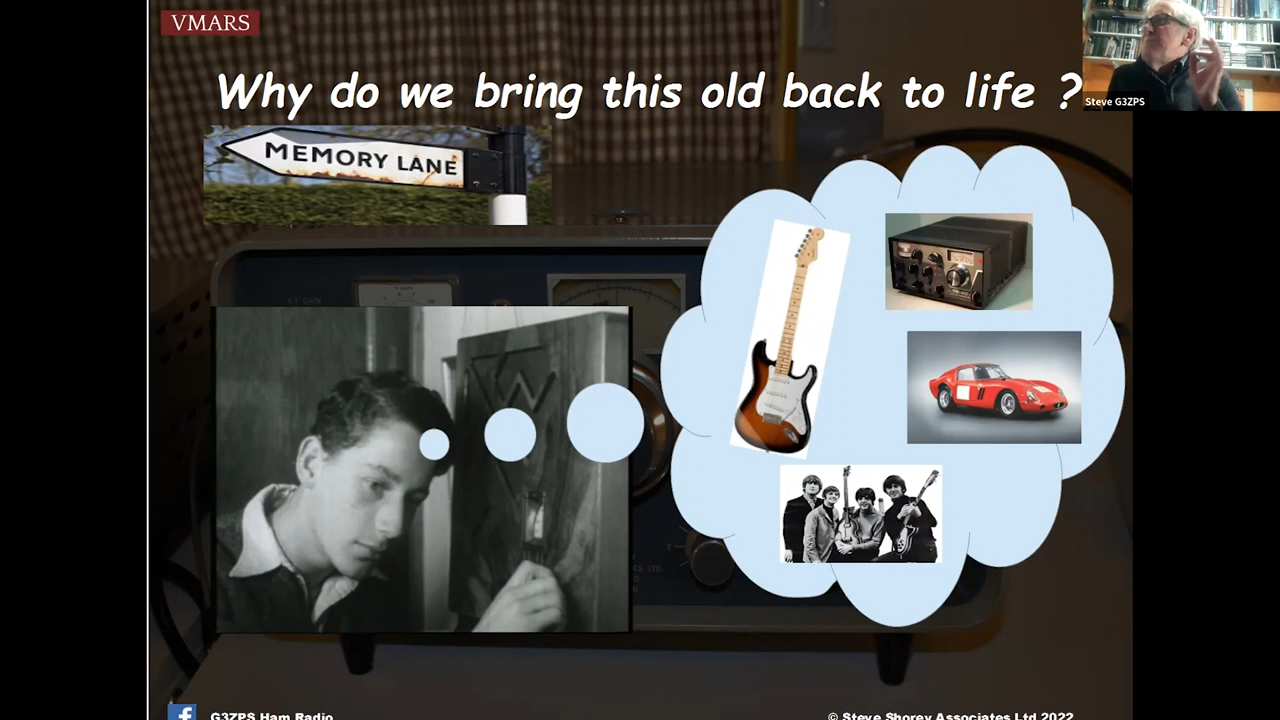 VMARS
Why do we bring this old back to life ?
Steve G3ZPS
MEMORY LANE
G3ZPS Ham Radio
© Steve Shorey Associates Ltd 2022